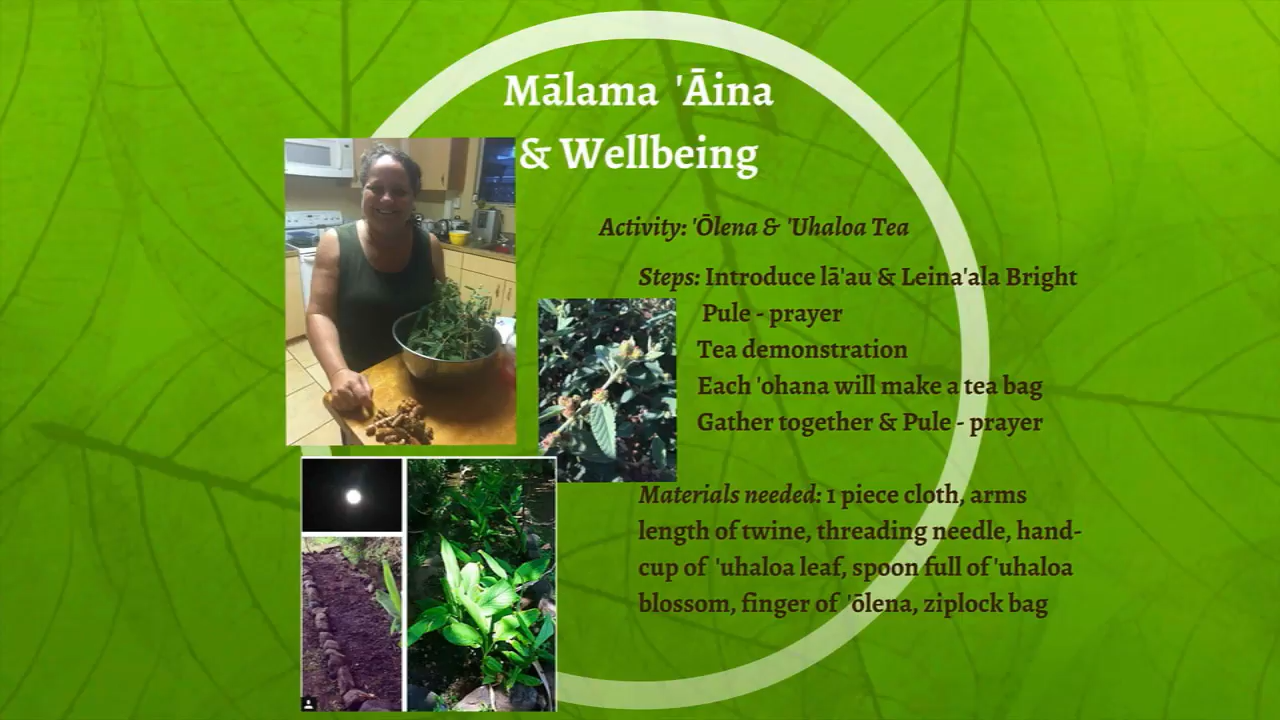 Mālama 'Āina
& Wellbeing
Activity: 'Ōlena & 'Uhaloa Tea
Steps: Introduce lā'au & Leina'ala Bright
Pule - prayer
Tea demonstration
Each 'ohana will make a tea bag
Gather together & Pule - prayer
Materials needed: 1 piece cloth, arms
length of twine, threading needle, hand-
cup of 'uhaloa leaf, spoon full of 'uhaloa
blossom, finger of 'ōlena, ziplock bag